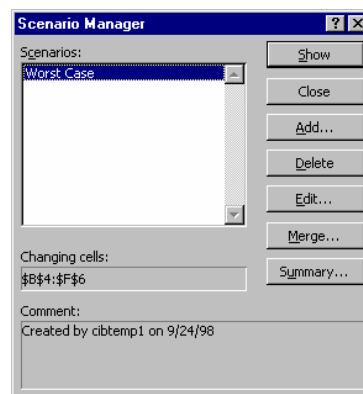 Scenario Manager
Scenarios:
Worst Case
Show
Close
Add...
Delete
Edit...
Merge...
Summary...
Changing cells:
$B$4:$F$6
Comment:
Created by cibtemp1 on 9/24/98